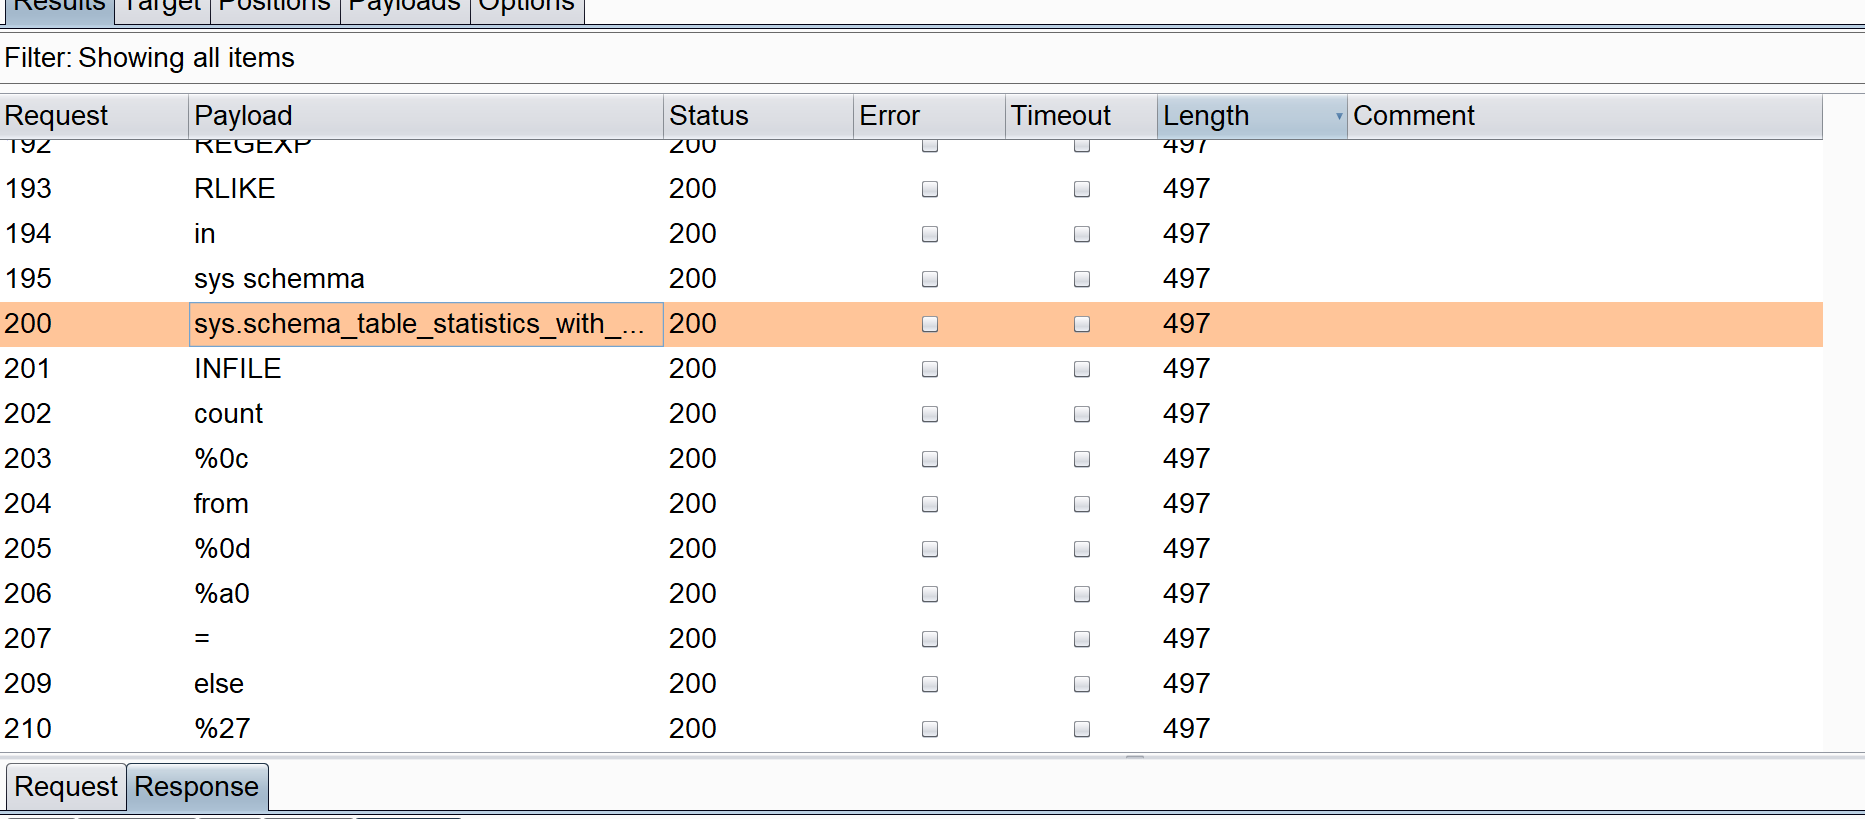 Results Target Positions Payloads Options
Filter: Showing all items
Request Payload Status Error Timeout Length Comment
192 REGEXP 200 497
193 RLIKE 200 497
194 in 200 497
195 sys schemma 200 497
200 sys.schema_table_statistics_with_... 200 497
201 INFILE 200 497
202 count 200 497
203 %0c 200 497
204 from 200 497
205 %0d 200 497
206 %a0 200 497
207 = 200 497
209 else 200 497
210 %27 200 497
Request Response